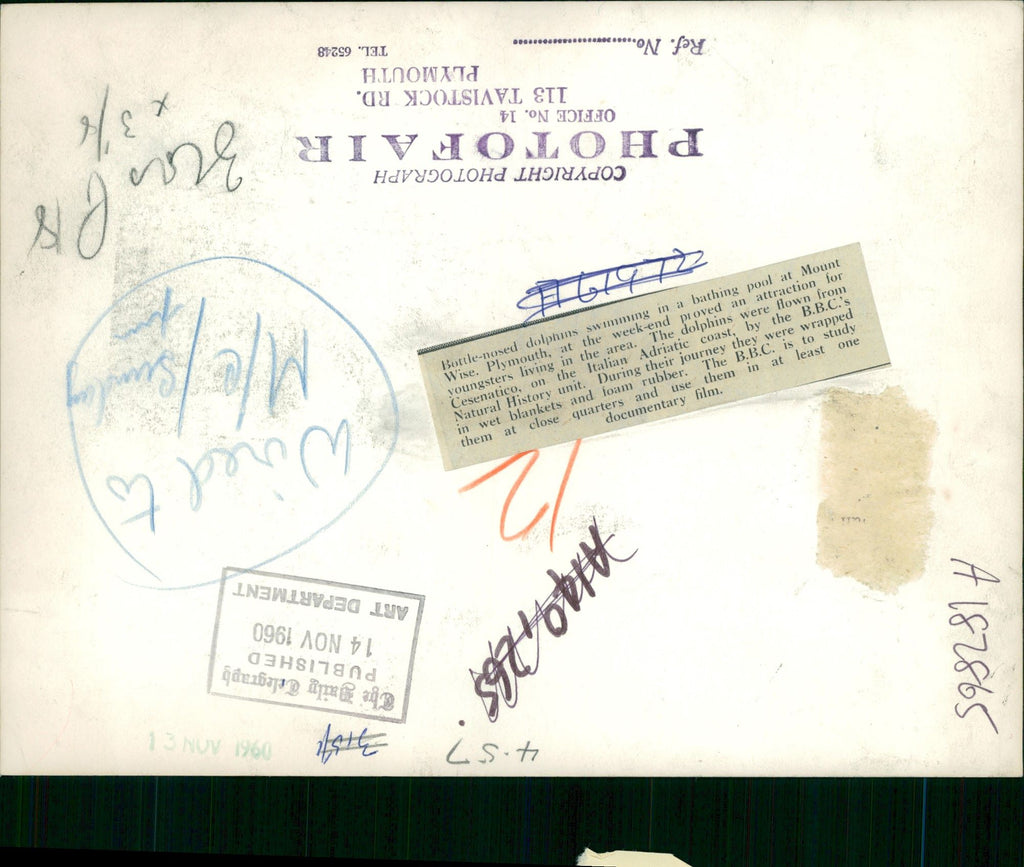 Ref. No.
TEL. 65248
PLYMOUTH
113 TAVISTOCK RD.
OFFICE No. 14
PHOTOFAIR
COPYRIGHT PHOTOGRAPH
x 3/
Bottle-nosed dolphins swimming in a bathing pool at Mount
Wise, Plymouth, at the week-end proved an attraction for
youngsters living in the area. The dolphins were flown from
Cesenatico, on the Italian Adriatic coast, by the B.B.C.'s
Natural History unit. During their journey they were wrapped
in wet blankets and foam rubber. The B.B.C. is to study
them at close quarters and use them in at least one
documentary film.
Wired to
M/c/
Sunday
12
A 187865
The Daily Telegraph
PUBLISHED
14 NOV 1960
ART DEPARTMENT
13 NOV 1960
4.57